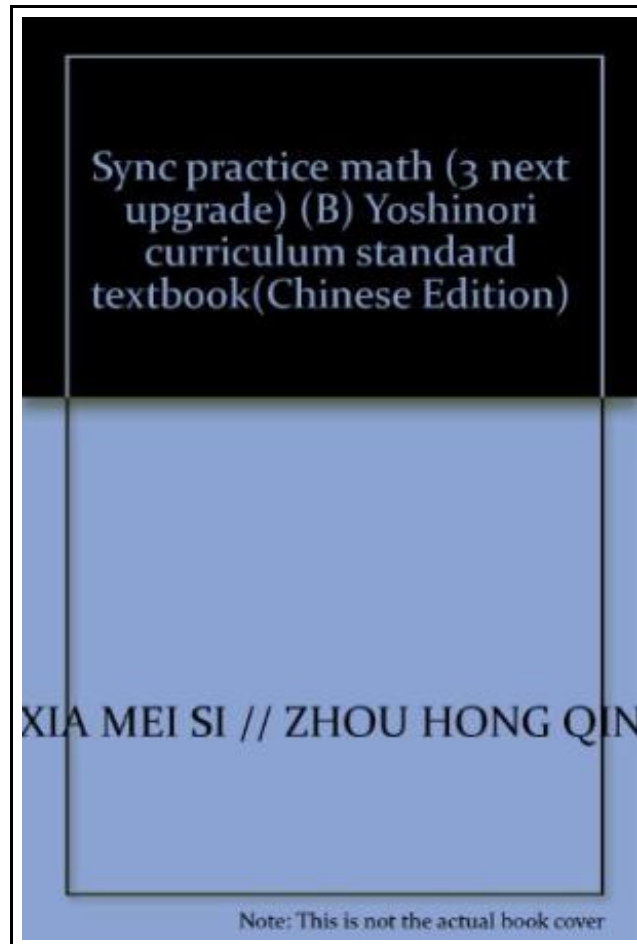 Sync practice math (3 next
upgrade) (B) Yoshinori
curriculum standard
textbook(Chinese Edition)
XIA MEI SI // ZHOU HONG QIN
Note: This is not the actual book cover